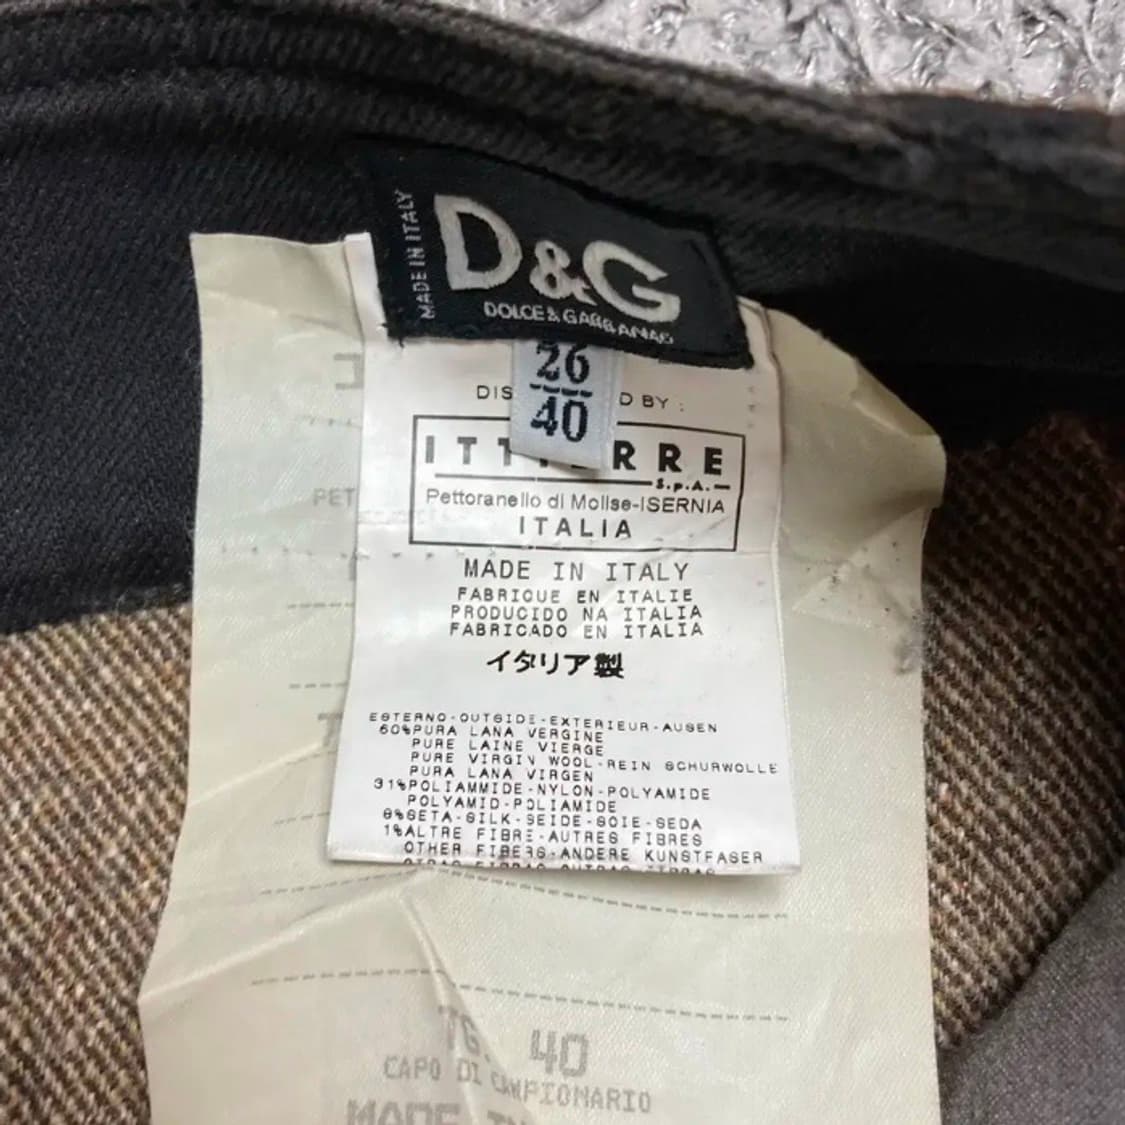 MADE IN ITALY
D&G
DOLCE & GABBANA
26
40
D BY :
S.p.A.
Pettoranello di Molise-ISERNIA
ITALIA
MADE IN ITALY
FABRIQUE EN ITALIE
PRODUCIDO NA ITALIA
FABRICADO EN ITALIA
イタリア製
ESTERNO-OUTSIDE-EXTERIEUR-AUSEN
60%PURA LANA VERGINE
PURE LAINE VIERGE
PURE VIRGIN WOOL-REIN SCHURWOLLE
PURA LANA VIRGEN
31%POLIAMMIDE-NYLON-POLYAMIDE
POLYAMID-POLIAMIDE
8%SETA-SILK-SEIDE-SOIE-SEDA
1%ALTRE FIBRE-AUTRES FIBRES
OTHER FIBERS-ANDERE KUNSTFASER
TG. 40
CAPO DI CAMPIONARIO
MADE IN